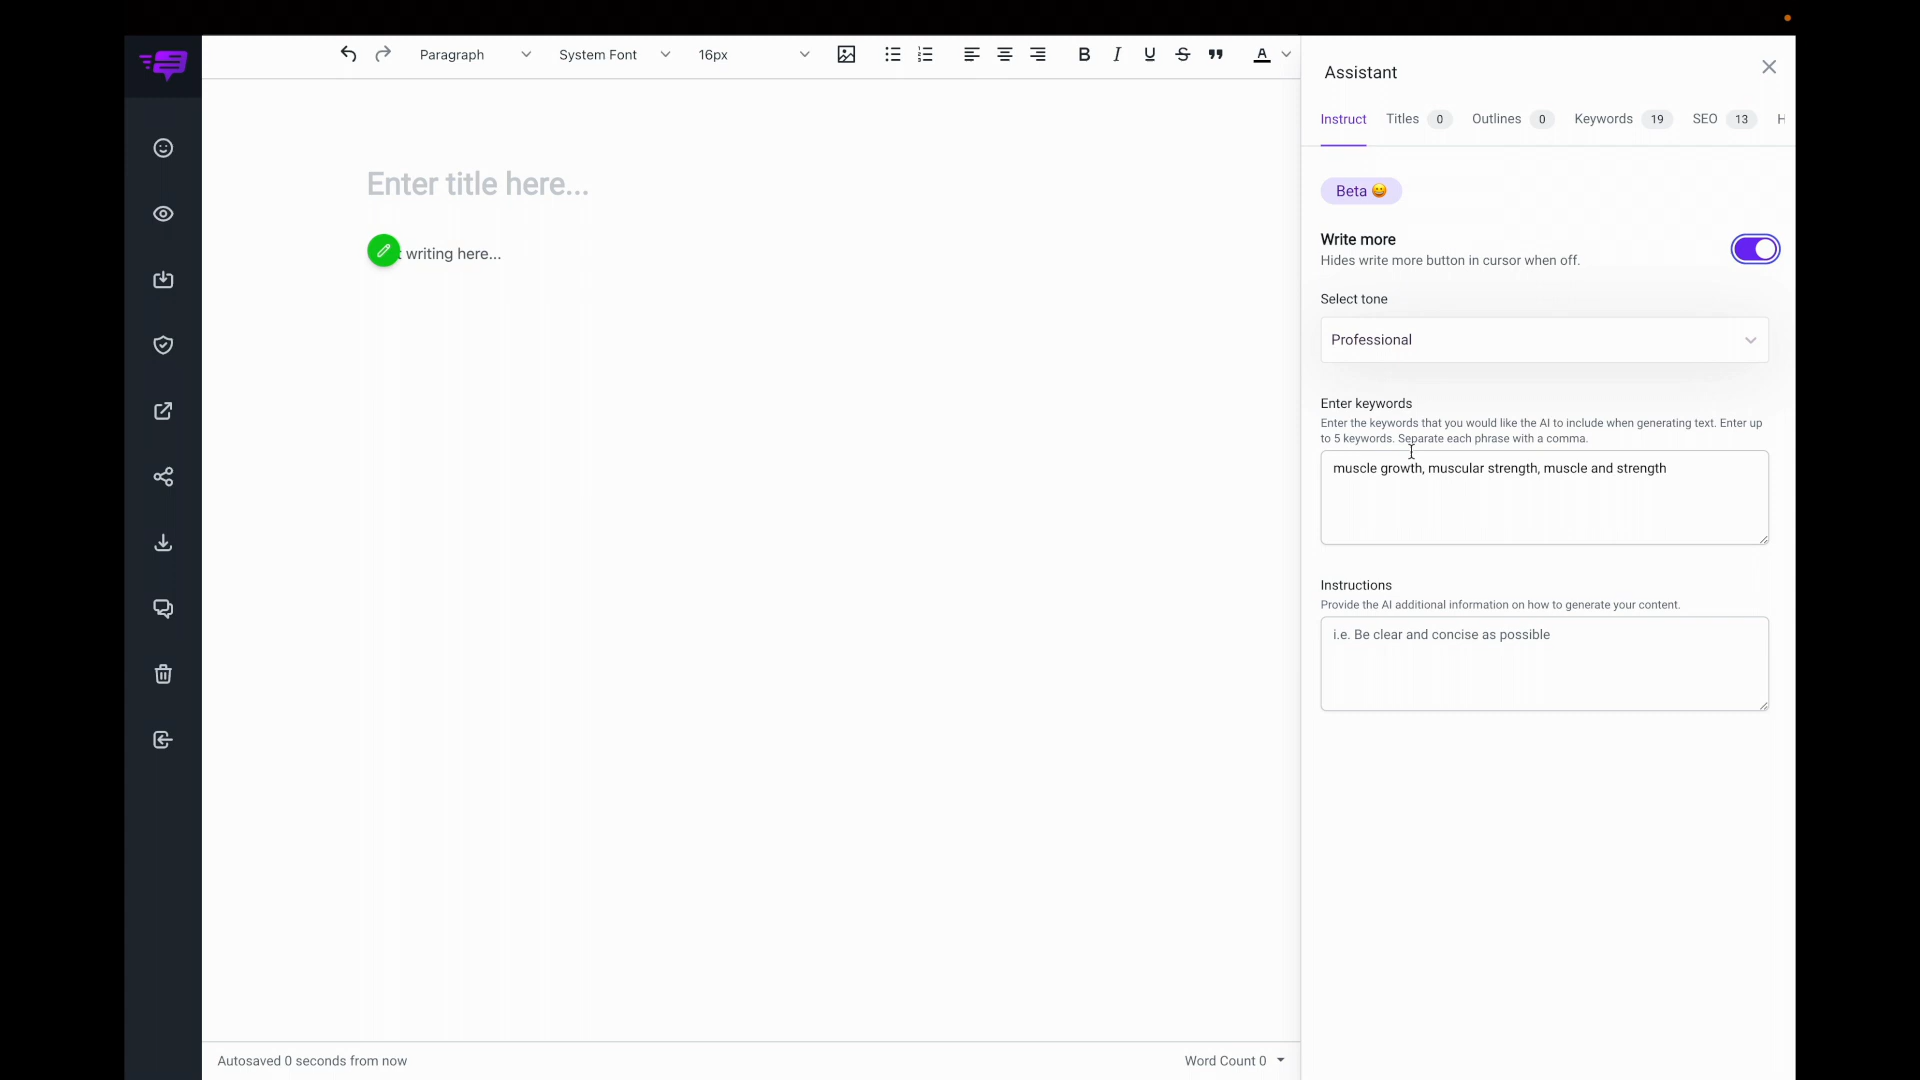 Paragraph
System Font
16px
Enter title here...
writing here...
Autosaved 0 seconds from now
Word Count 0
Assistant
Instruct
Titles 0
Outlines 0
Keywords 19
SEO 13
H
Beta 😀
Write more
Hides write more button in cursor when off.
Select tone
Professional
Enter keywords
Enter the keywords that you would like the AI to include when generating text. Enter up
to 5 keywords. Separate each phrase with a comma.
muscle growth, muscular strength, muscle and strength
Instructions
Provide the AI additional information on how to generate your content.
i.e. Be clear and concise as possible